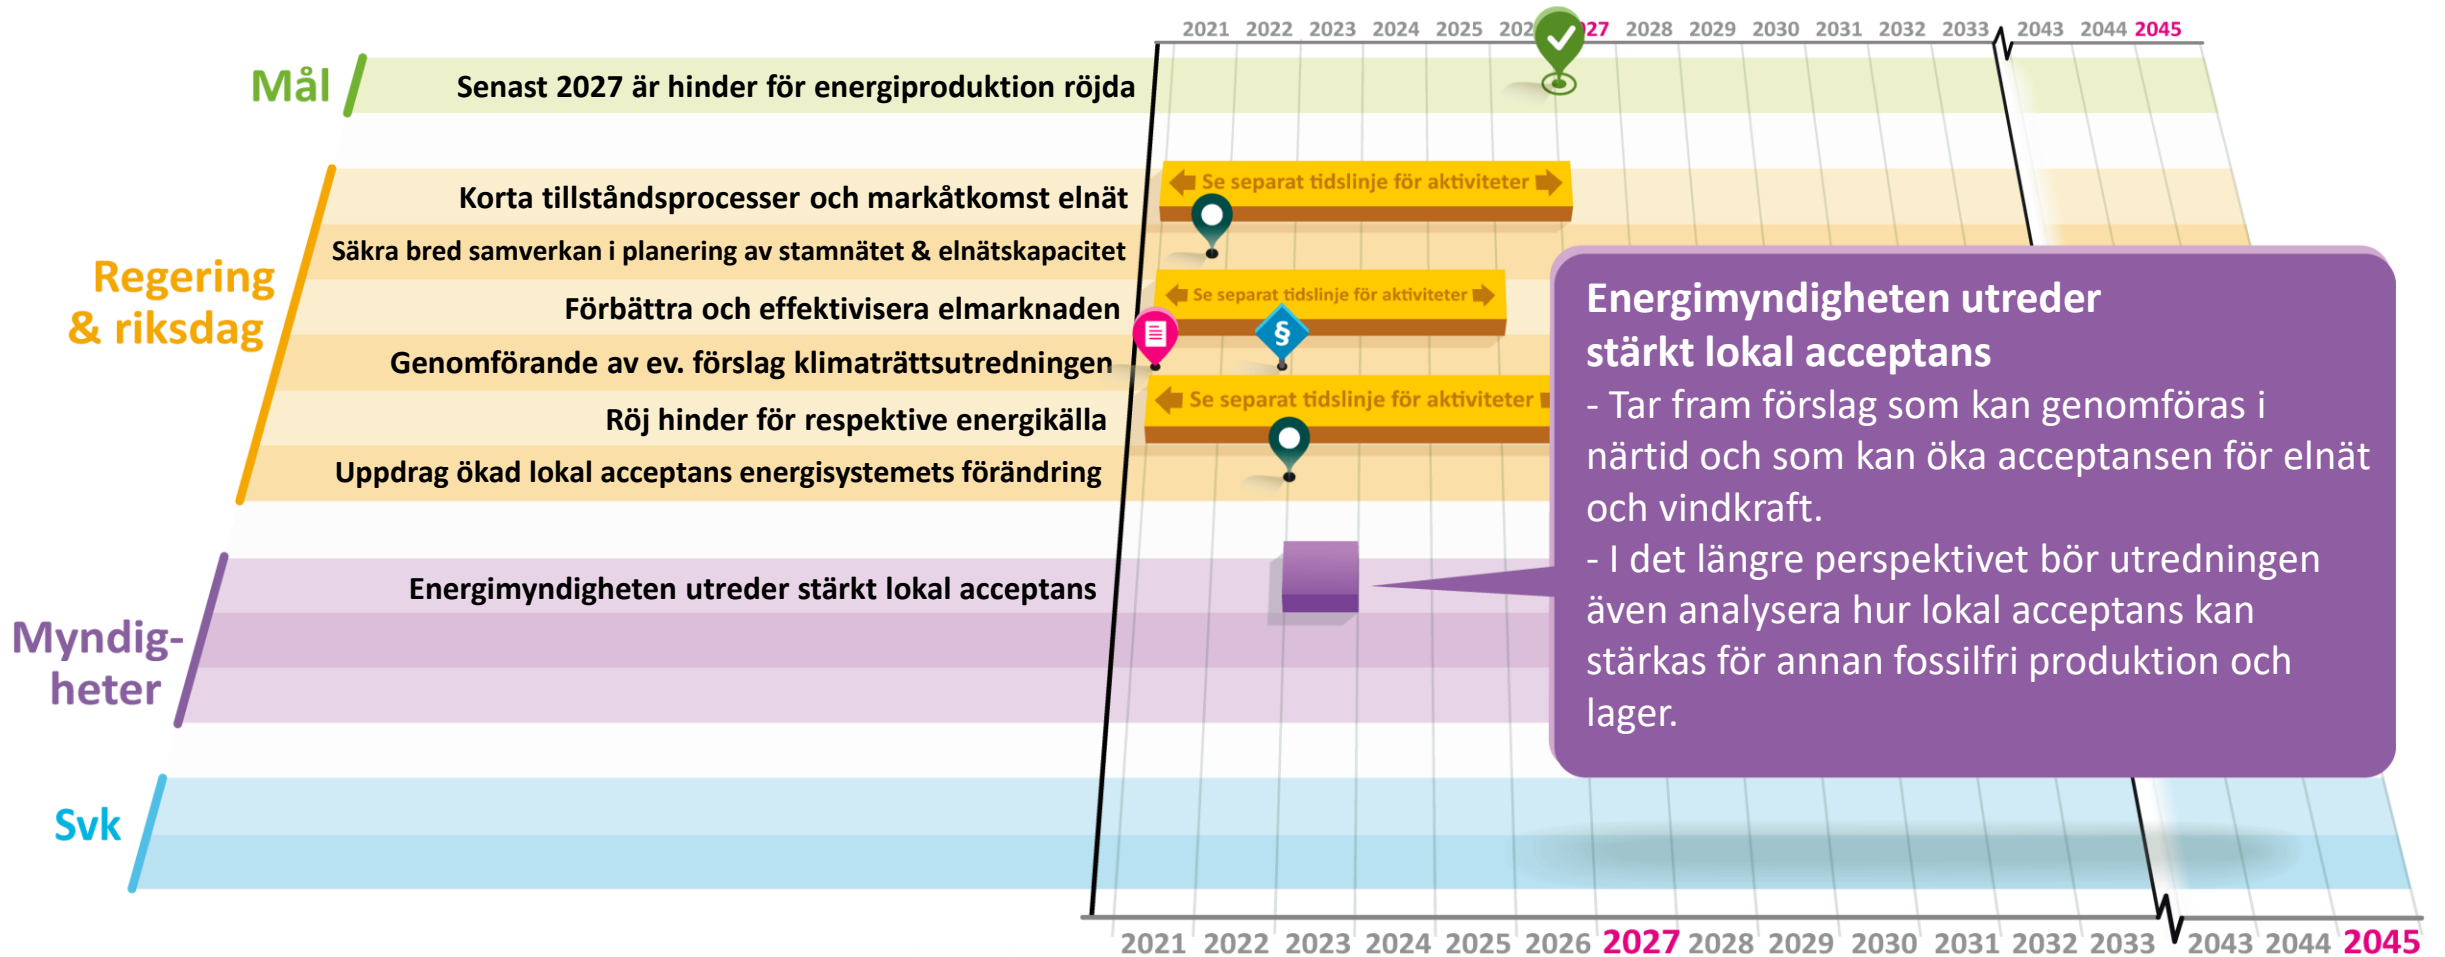 2021 2022 2023 2024 2025 202 27 2028 2029 2030 2031 2032 2033 2043 2044 2045
Mål
Senast 2027 är hinder för energiproduktion röjda
Regering
& riksdag
Korta tillståndsprocesser och markåtkomst elnät
Se separat tidslinje för aktiviteter
Säkra bred samverkan i planering av stamnätet & elnätskapacitet
Förbättra och effektivisera elmarknaden
Se separat tidslinje för aktiviteter
§
Genomförande av ev. förslag klimaträttsutredningen
Röj hinder för respektive energikälla
Se separat tidslinje för aktiviteter
Uppdrag ökad lokal acceptans energisystemets förändring
Myndig-
heter
Energimyndigheten utreder stärkt lokal acceptans
Energimyndigheten utreder
stärkt lokal acceptans
- Tar fram förslag som kan genomföras i
närtid och som kan öka acceptansen för elnät
och vindkraft.
- I det längre perspektivet bör utredningen
även analysera hur lokal acceptans kan
stärkas för annan fossilfri produktion och
lager.
Svk
2021 2022 2023 2024 2025 2026 2027 2028 2029 2030 2031 2032 2033 2043 2044 2045